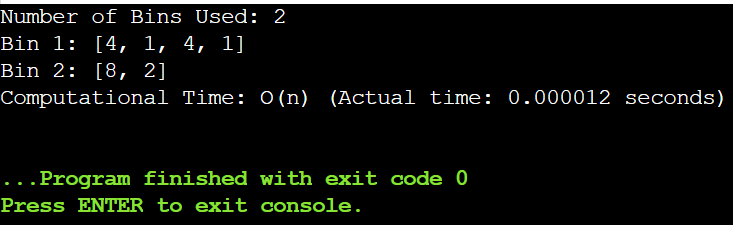 Number of Bins Used: 2
Bin 1: [4, 1, 4, 1]
Bin 2: [8, 2]
Computational Time: O(n) (Actual time: 0.000012 seconds)
...Program finished with exit code 0
Press ENTER to exit console.